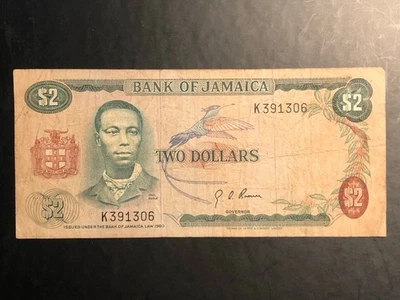 BANK OF JAMAICA
$2
$2
K391306
TWO DOLLARS
K391306
GOVERNOR
$2
$2
ISSUED UNDER THE BANK OF JAMAICA LAW 1960